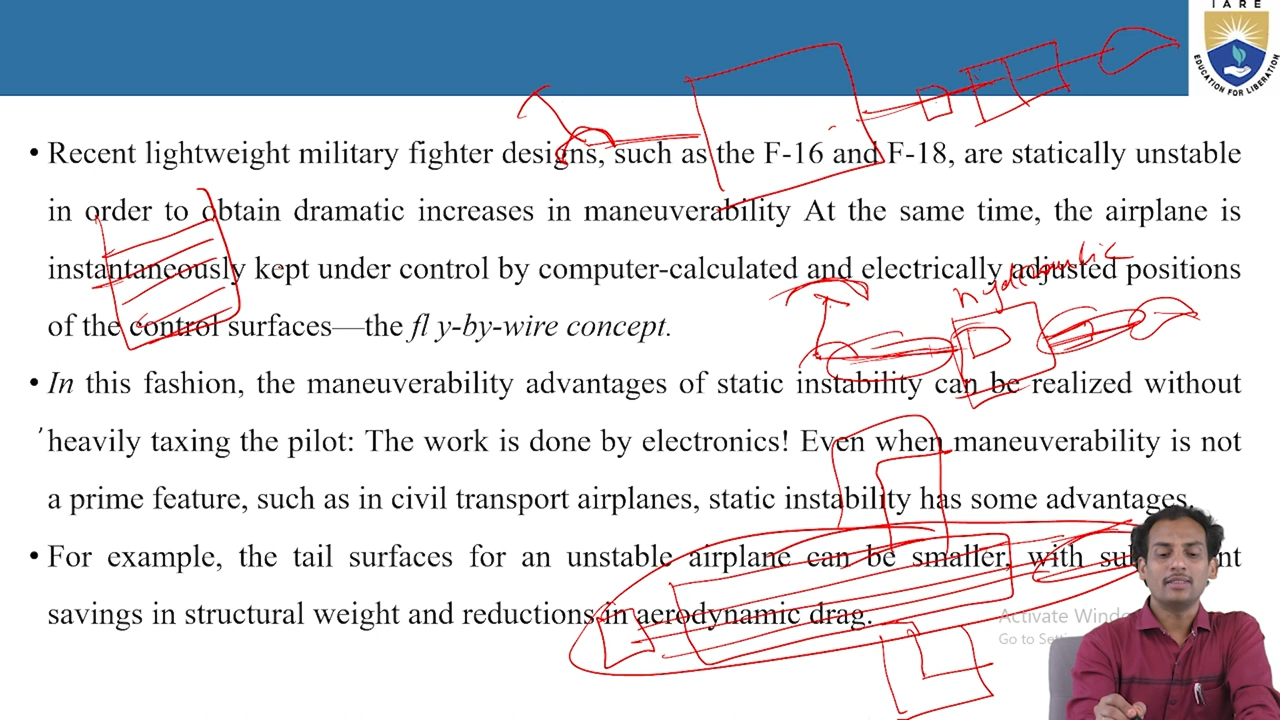 IARE
EDUCATION FOR LIBERATION
• Recent lightweight military fighter designs, such as the F-16 and F-18, are statically unstable
in order to obtain dramatic increases in maneuverability At the same time, the airplane is
instantaneously kept under control by computer-calculated and electrically adjusted positions
hydraulic
of the control surfaces—the fl y-by-wire concept.
• In this fashion, the maneuverability advantages of static instability can be realized without
heavily taxing the pilot: The work is done by electronics! Even when maneuverability is not
a prime feature, such as in civil transport airplanes, static instability has some advantages.
• For example, the tail surfaces for an unstable airplane can be smaller, with
savings in structural weight and reductions in aerodynamic drag.
Activate
Go to